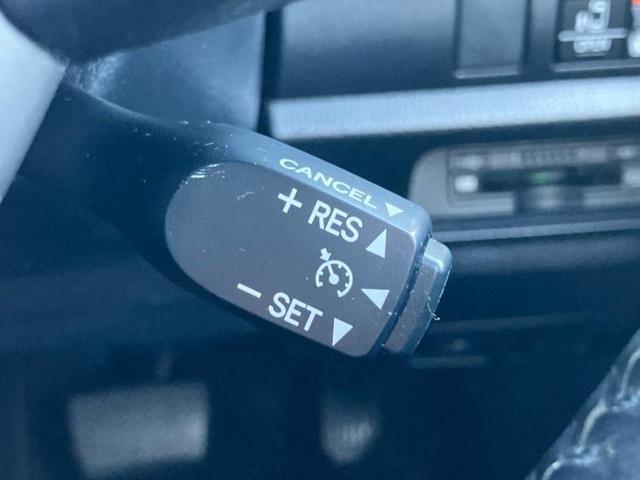 CANCEL ▼
+ RES ▲
- SET ▼